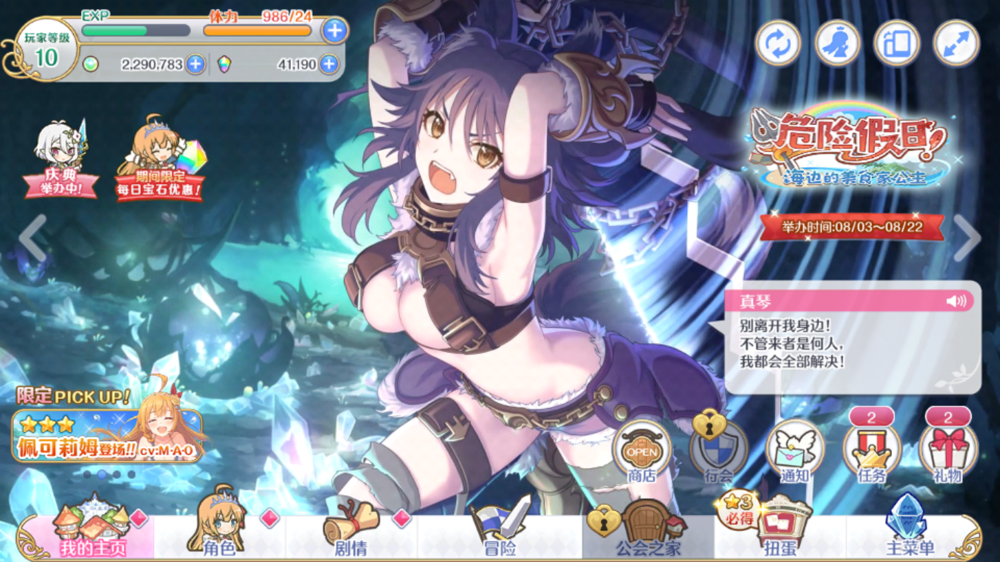 EXP
体力 986/24
玩家等级
10
2,290,783
41,190
庆典
举办中!
期间限定
每日宝石优惠!
危险假日!
海边的美食家公主
举办时间:08/03~08/22
真琴
别离开我身边!
不管来者是何人,
我都会全部解决!
限定PICK UP!
佩可莉姆登场!! cv:M·A·O
OPEN
商店
行会
通知
2
任务
2
礼物
我的主页
角色
剧情
冒险
公会之家
★3
必得
扭蛋
主菜单